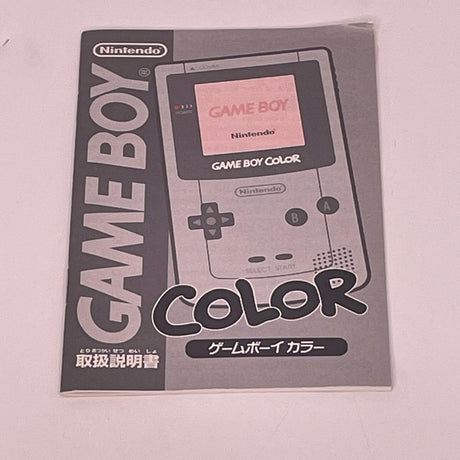 Nintendo
GAME BOY
COMM.
POWER
GAME BOY
Nintendo
GAME BOY COLOR
Nintendo
B
A
SELECT START
COLOR
ゲームボーイ カラー
とりあつかい せつ めい しょ
取扱説明書